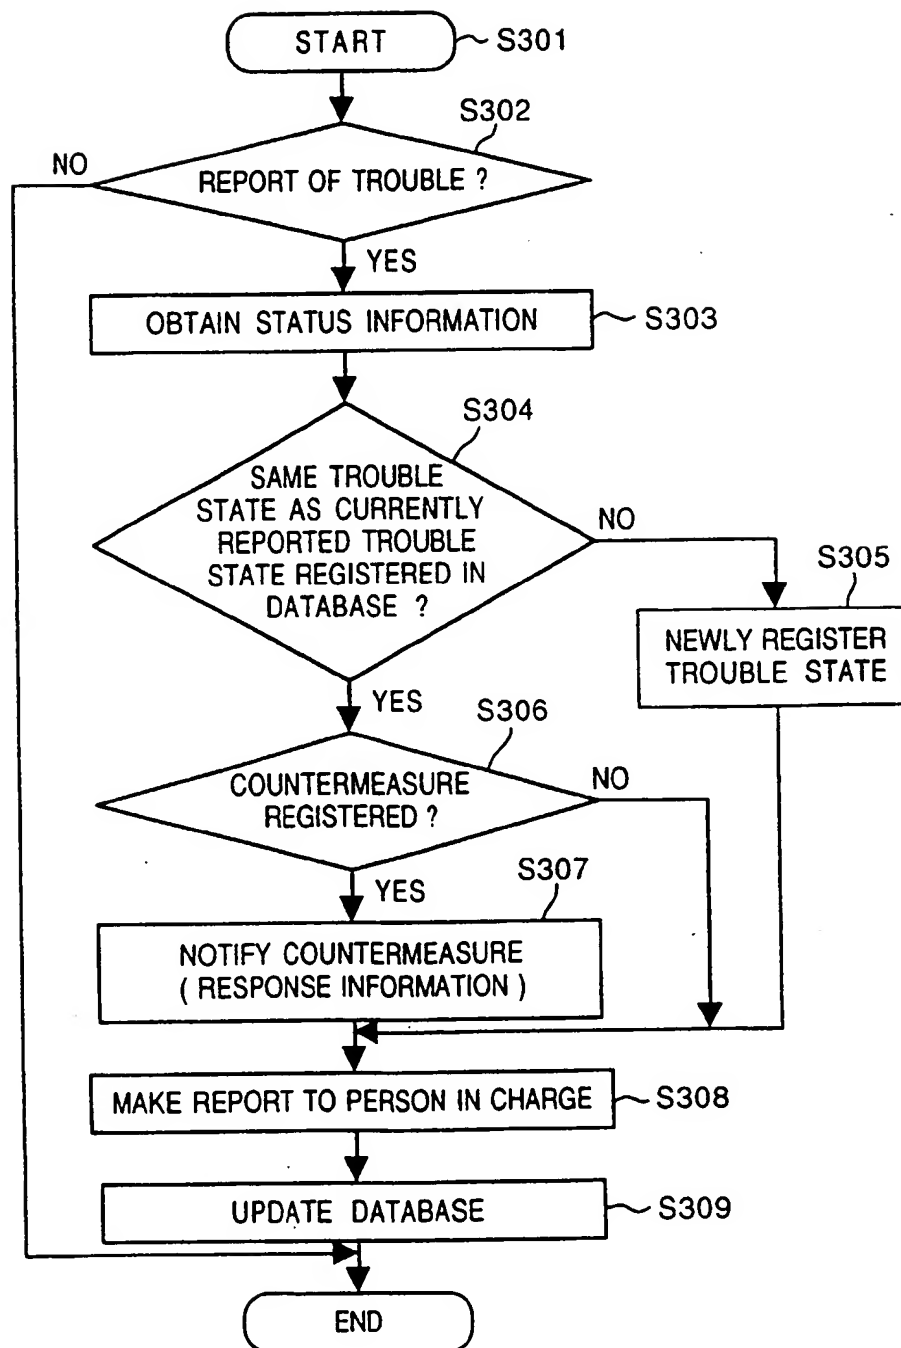 START
S301
S302
NO
REPORT OF TROUBLE ?
YES
OBTAIN STATUS INFORMATION
S303
S304
SAME TROUBLE
STATE AS CURRENTLY
REPORTED TROUBLE
STATE REGISTERED IN
DATABASE ?
NO
S305
NEWLY REGISTER
TROUBLE STATE
YES
S306
COUNTERMEASURE
REGISTERED ?
NO
YES
S307
NOTIFY COUNTERMEASURE
( RESPONSE INFORMATION )
MAKE REPORT TO PERSON IN CHARGE
S308
UPDATE DATABASE
S309
END